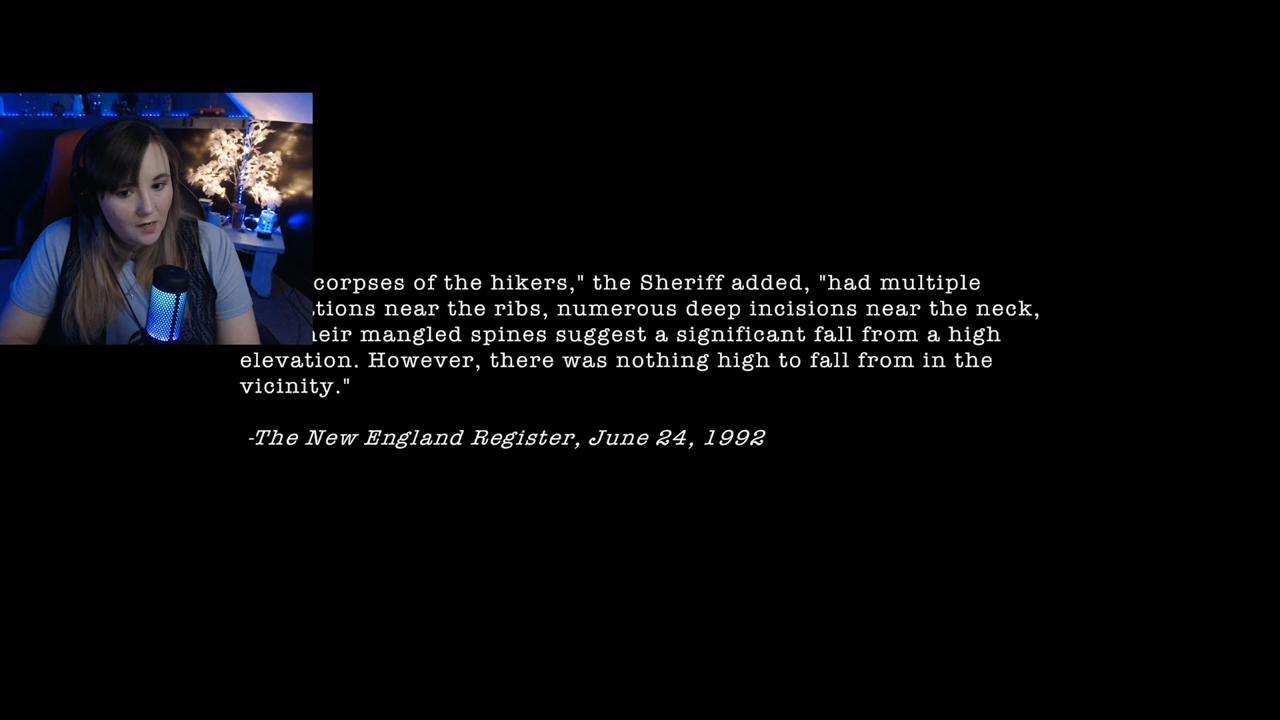 corpses of the hikers," the Sheriff added, "had multiple
near the ribs, numerous deep incisions near the neck,
mangled spines suggest a significant fall from a high
elevation. However, there was nothing high to fall from in the
vicinity."
-The New England Register, June 24, 1992